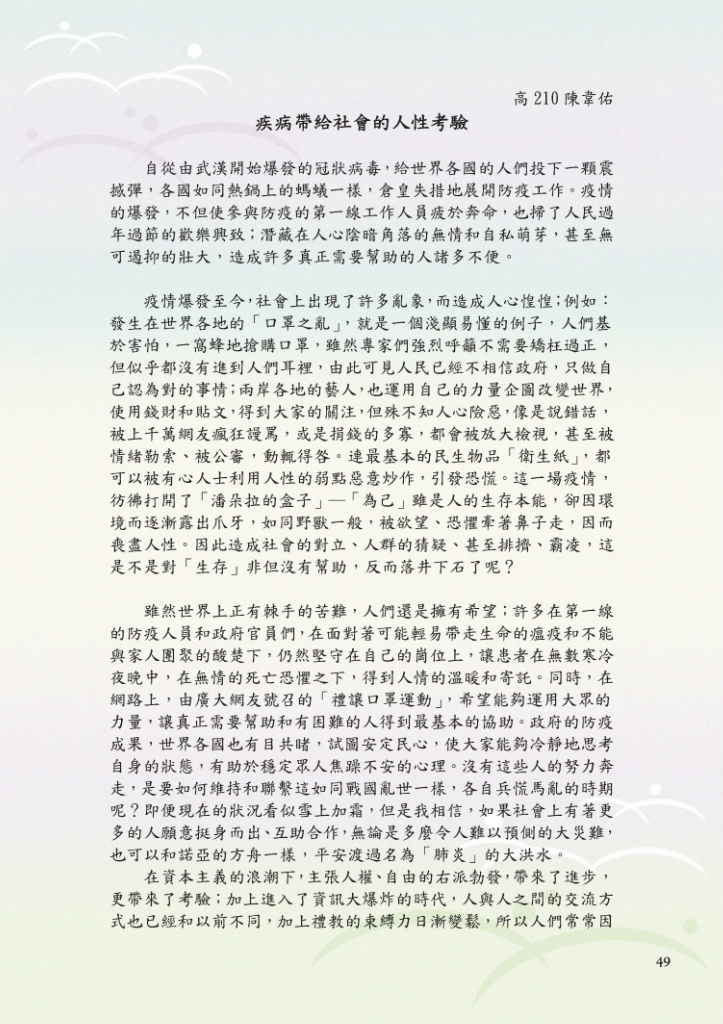 高 210 陳韋佑
疾病帶給社會的人性考驗
自從由武漢開始爆發的冠狀病毒，給世界各國的人們投下一顆震
撼彈，各國如同熱鍋上的螞蟻一樣，倉皇失措地展開防疫工作。疫情
的爆發，不但使參與防疫的第一線工作人員疲於奔命，也掃了人民過
年過節的歡樂興致；潛藏在人心陰暗角落的無情和自私萌芽，甚至無
可遏抑的壯大，造成許多真正需要幫助的人諸多不便。
疫情爆發至今，社會上出現了許多亂象，而造成人心惶惶；例如：
發生在世界各地的「口罩之亂」，就是一個淺顯易懂的例子，人們基
於害怕，一窩蜂地搶購口罩，雖然專家們強烈呼籲不需要矯枉過正，
但似乎都沒有進到人們耳裡，由此可見人民已經不相信政府，只做自
己認為對的事情；兩岸各地的藝人，也運用自己的力量企圖改變世界，
使用錢財和貼文，得到大家的關注，但殊不知人心險惡，像是說錯話，
被上千萬網友瘋狂謾罵，或是捐錢的多寡，都會被放大檢視，甚至被
情緒勒索、被公審，動輒得咎。連最基本的民生物品「衛生紙」，都
可以被有心人士利用人性的弱點惡意炒作，引發恐慌。這一場疫情，
彷彿打開了「潘朵拉的盒子」—「為己」雖是人的生存本能，卻因環
境而逐漸露出爪牙，如同野獸一般，被欲望、恐懼牽著鼻子走，因而
喪盡人性。因此造成社會的對立、人群的猜疑、甚至排擠、霸凌，這
是不是對「生存」非但沒有幫助，反而落井下石了呢？
雖然世界上正有棘手的苦難，人們還是擁有希望；許多在第一線
的防疫人員和政府官員們，在面對著可能輕易帶走生命的瘟疫和不能
與家人團聚的酸楚下，仍然堅守在自己的崗位上，讓患者在無數寒冷
夜晚中，在無情的死亡恐懼之下，得到人情的溫暖和寄託。同時，在
網路上，由廣大網友號召的「禮讓口罩運動」，希望能夠運用大眾的
力量，讓真正需要幫助和有困難的人得到最基本的協助。政府的防疫
成果，世界各國也有目共睹，試圖安定民心，使大家能夠冷靜地思考
自身的狀態，有助於穩定眾人焦躁不安的心理。沒有這些人的努力奔
走，是要如何維持和聯繫這如同戰國亂世一樣，各自兵慌馬亂的時期
呢？即便現在的狀況看似雪上加霜，但是我相信，如果社會上有著更
多的人願意挺身而出、互助合作，無論是多麼令人難以預側的大災難，
也可以和諾亞的方舟一樣，平安渡過名為「肺炎」的大洪水。
在資本主義的浪潮下，主張人權、自由的右派勃發，帶來了進步，
更帶來了考驗；加上進入了資訊大爆炸的時代，人與人之間的交流方
式也已經和以前不同，加上禮教的束縛力日漸變鬆，所以人們常常因
49